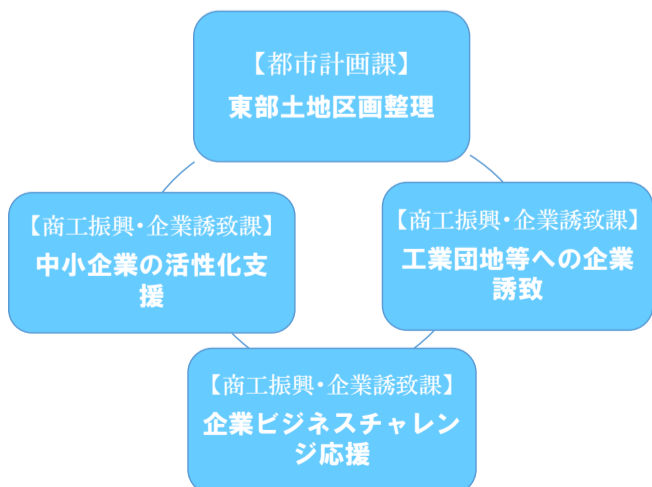 【都市計画課】
東部土地区画整理
【商工振興・企業誘致課】
中小企業の活性化支
援
【商工振興・企業誘致課】
工業団地等への企業
誘致
【商工振興・企業誘致課】
企業ビジネスチャレン
ジ応援